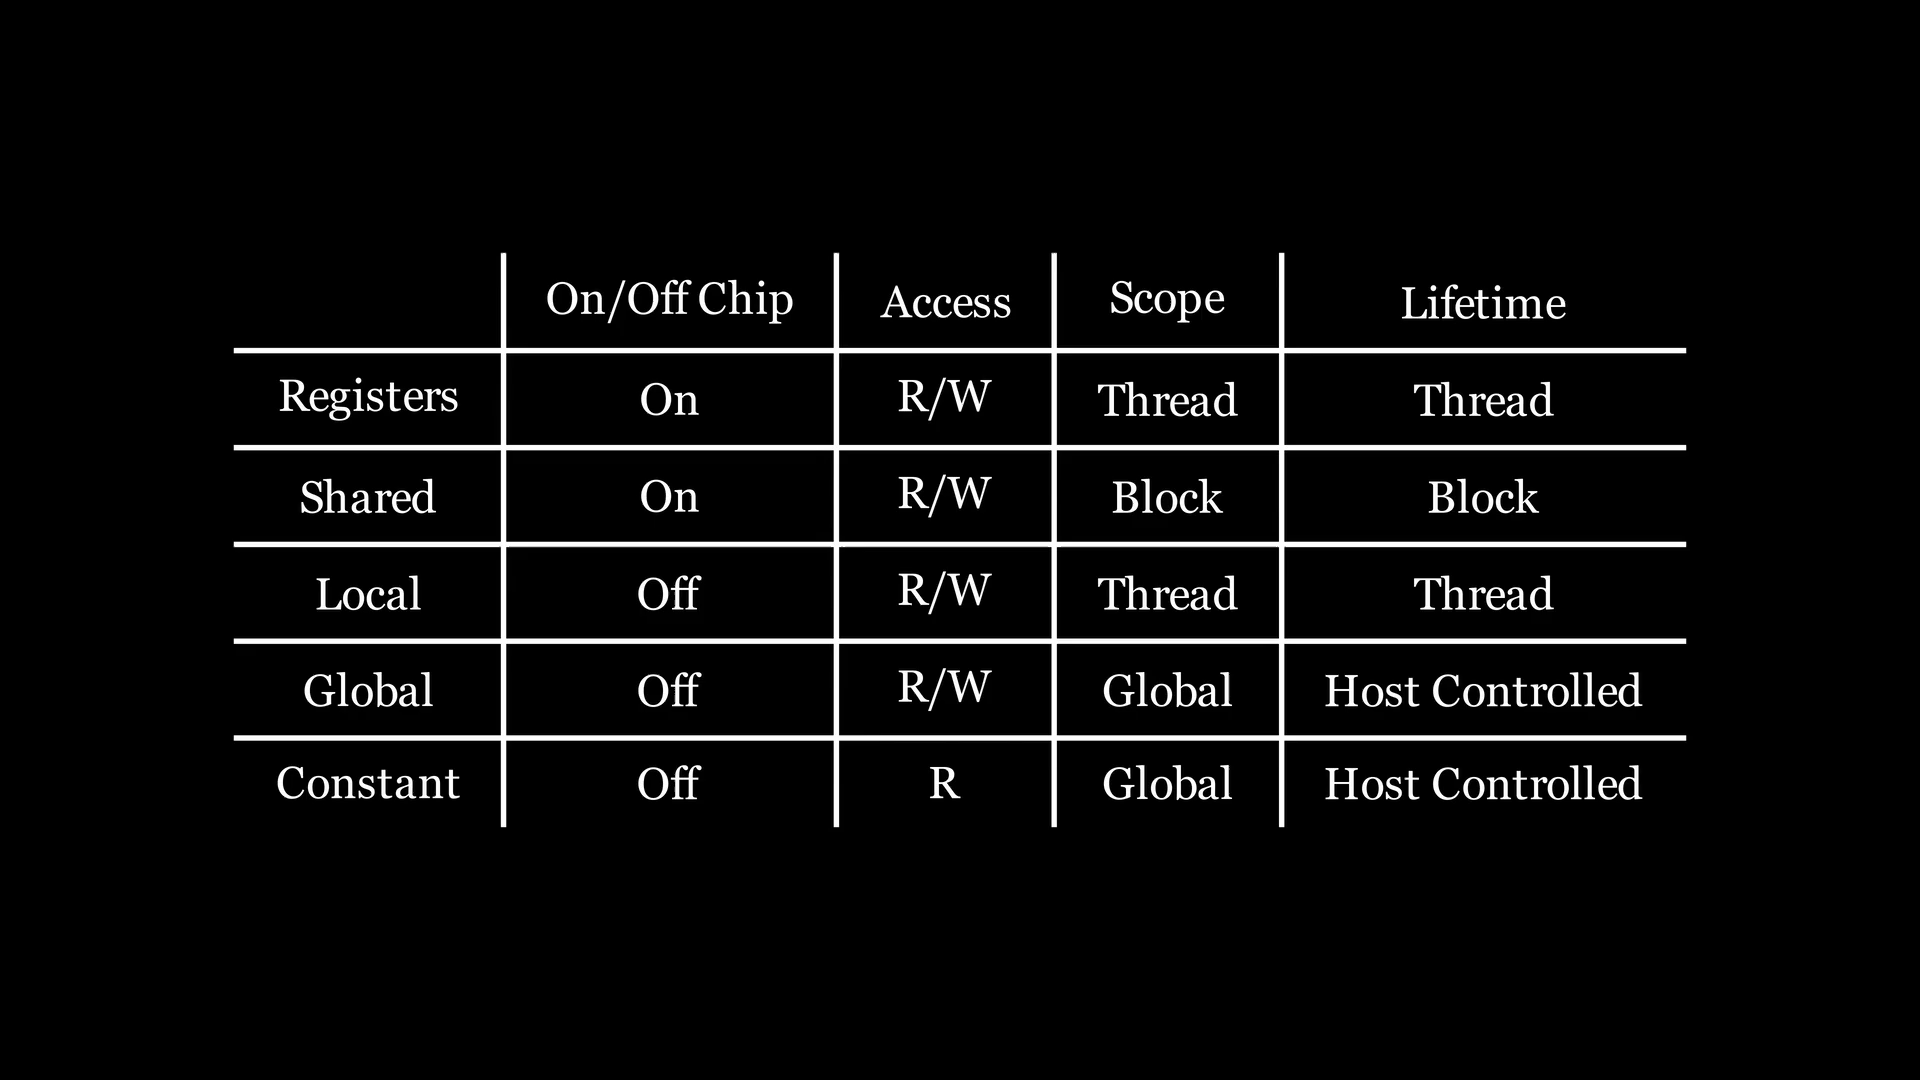 On/Off Chip Access Scope Lifetime
Registers On R/W Thread Thread
Shared On R/W Block Block
Local Off R/W Thread Thread
Global Off R/W Global Host Controlled
Constant Off R Global Host Controlled